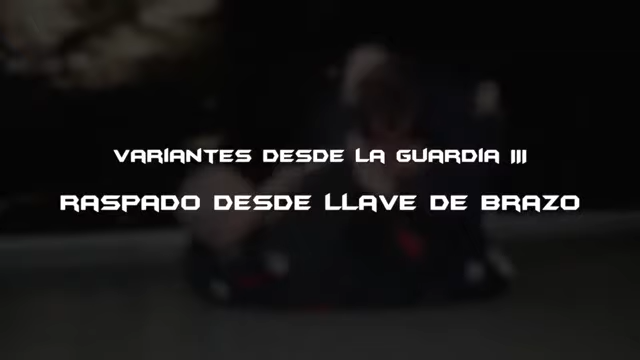 VARIANTES DESDE LA GUARDIA III
RASPADO DESDE LLAVE DE BRAZO